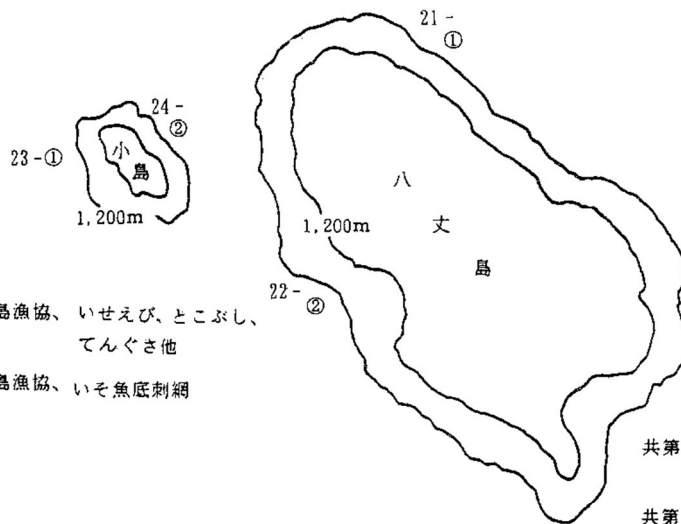 21-
①
24-
②
23-①
小
島
1,200m
八
丈
島
1,200m
22-
②
島漁協、いせえび、とこぶし、
てんぐさ他
島漁協、いそ魚底刺網
共第
共第